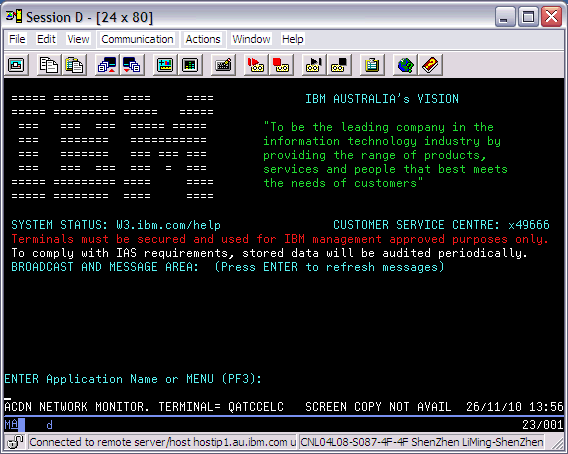 Session D - [24 x 80]
File Edit View Communication Actions Window Help
IBM AUSTRALIA's VISION
"To be the leading company in the
information technology industry by
providing the range of products,
services and people that best meets
the needs of customers"
SYSTEM STATUS: W3.ibm.com/help CUSTOMER SERVICE CENTRE: x49666
Terminals must be secured and used for IBM management approved purposes only.
To comply with IAS requirements, stored data will be audited periodically.
BROADCAST AND MESSAGE AREA: (Press ENTER to refresh messages)
ENTER Application Name or MENU (PF3):
ACDN NETWORK MONITOR. TERMINAL= QATCCELC SCREEN COPY NOT AVAIL 26/11/10 13:56
MA d 23/001
Connected to remote server/host hostip1.au.ibm.com u CNL04L08-S087-4F-4F ShenZhen LiMing-ShenZhen